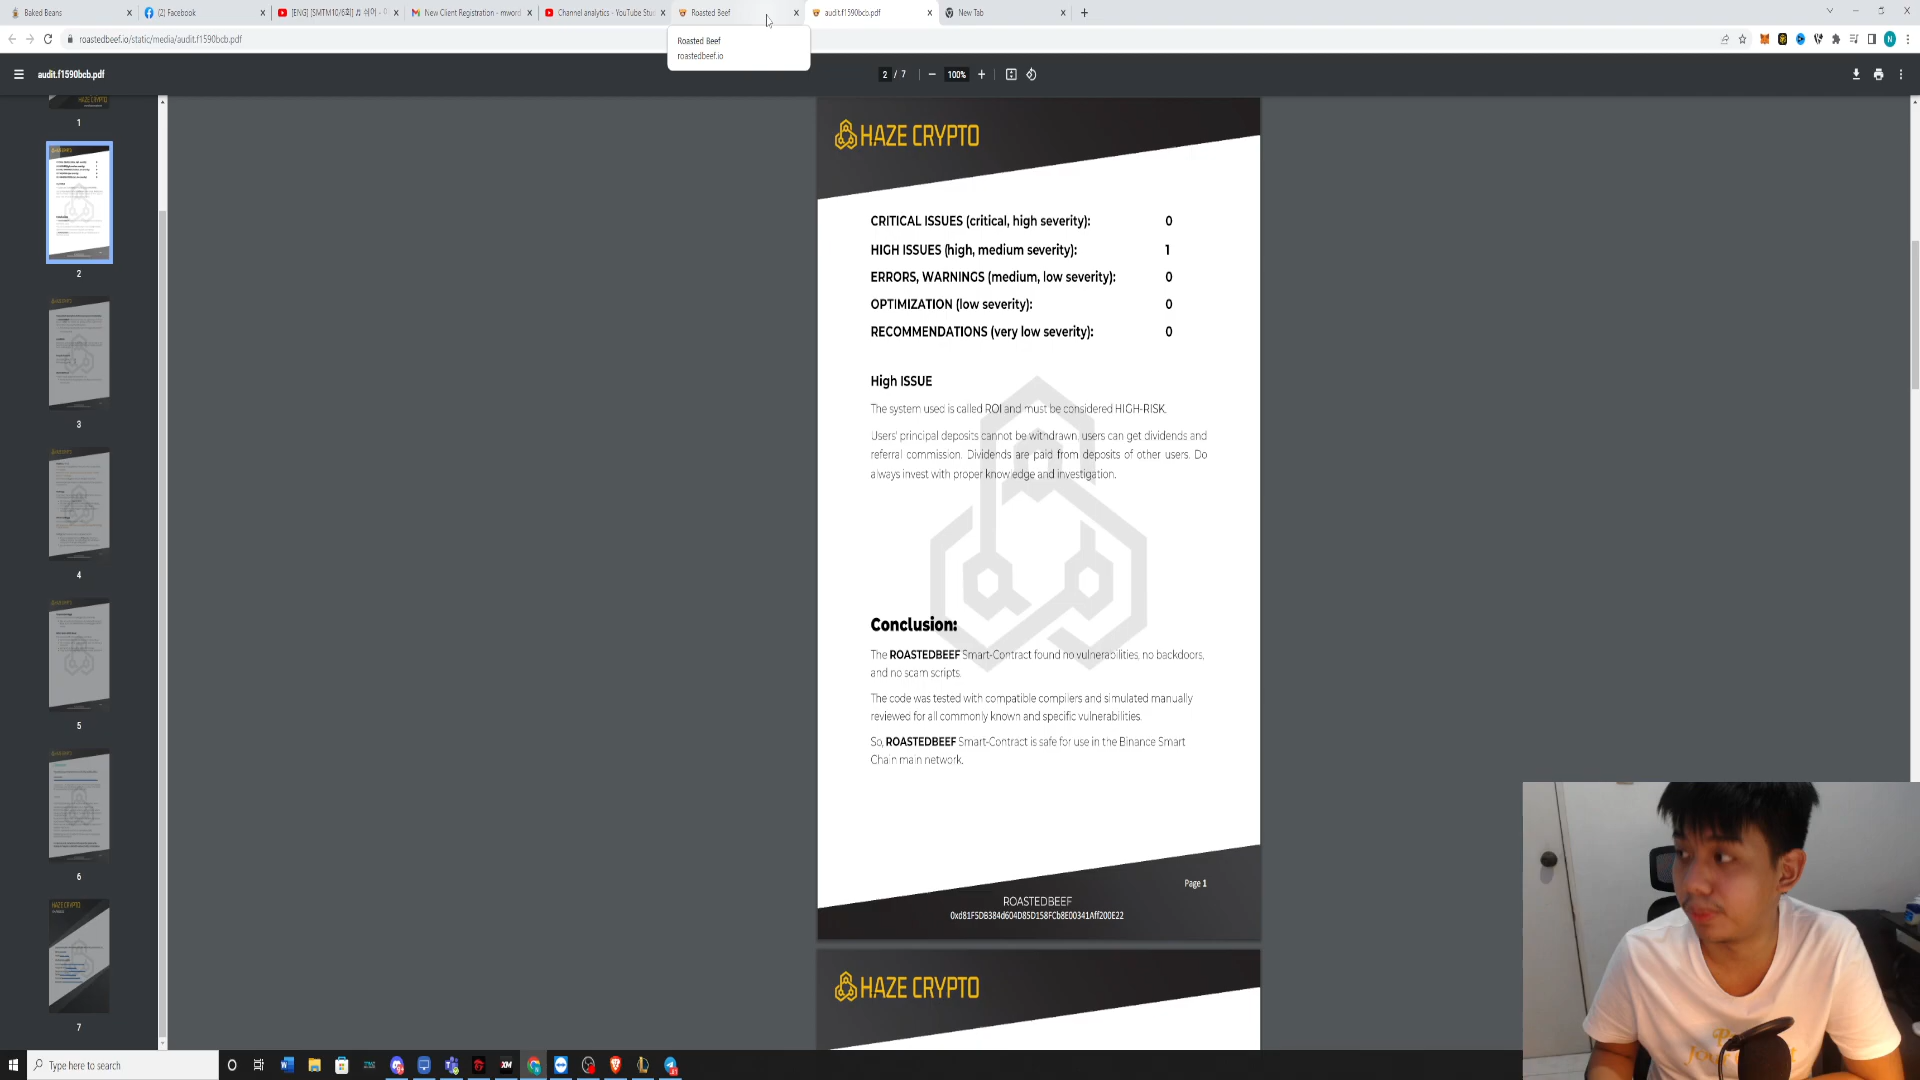 Baked Beans
(2) Facebook
New Client Registration - mword
Channel analytics - YouTube Stu
Roasted Beef
audit.f1590bcb.pdf
New Tab
roastedbeef.io/static/media/audit.f1590bcb.pdf
Roasted Beef
roastedbeef.io
audit.f1590bcb.pdf
2 / 7
100%
1
2
3
4
5
6
7
HAZE CRYPTO
CRITICAL ISSUES (critical, high severity): 0
HIGH ISSUES (high, medium severity): 1
ERRORS, WARNINGS (medium, low severity): 0
OPTIMIZATION (low severity): 0
RECOMMENDATIONS (very low severity): 0
High ISSUE
The system used is called ROI and must be considered HIGH-RISK.
Users' principal deposits cannot be withdrawn, users can get dividends and
referral commission. Dividends are paid from deposits of other users. Do
always invest with proper knowledge and investigation.
Conclusion:
The ROASTEDBEEF Smart-Contract found no vulnerabilities, no backdoors,
and no scam scripts.
The code was tested with compatible compilers and simulated manually
reviewed for all commonly known and specific vulnerabilities.
So, ROASTEDBEEF Smart-Contract is safe for use in the Binance Smart
Chain main network.
Page 1
ROASTEDBEEF
0xd81F5DB384d604D85D158FCb8E00341Aff200E22
HAZE CRYPTO
Type here to search